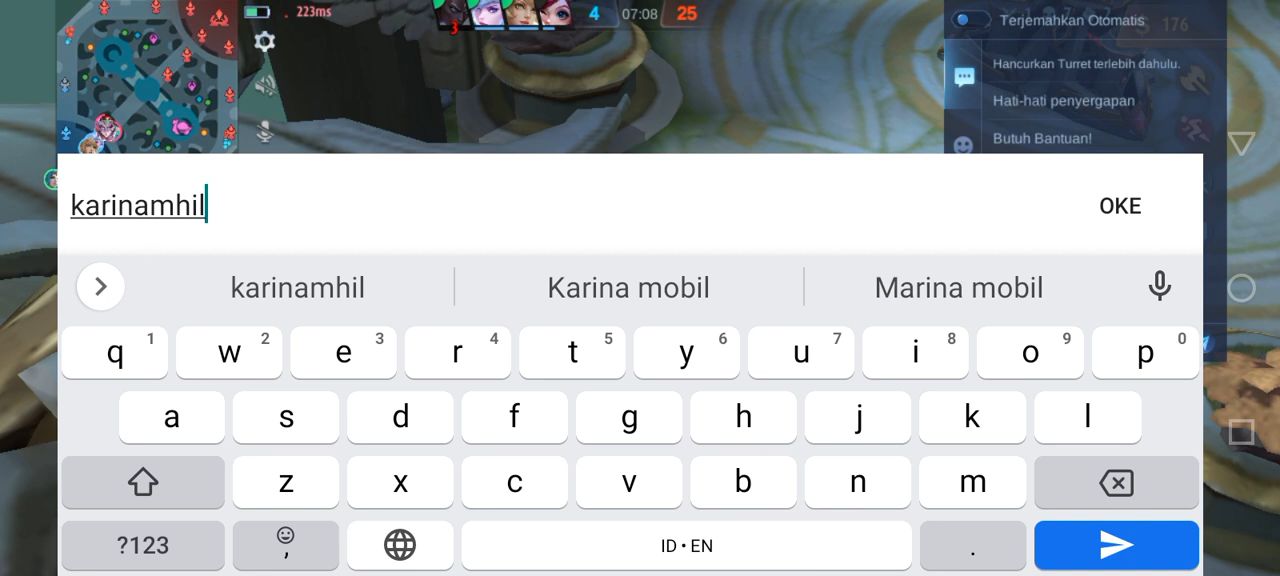 223ms
3
4 07:08 25
Terjemahkan Otomatis
176
Hancurkan Turret terlebih dahulu.
Hati-hati penyergapan
Butuh Bantuan!
karinamhil
OKE
karinamhil Karina mobil Marina mobil
q 1 w 2 e 3 r 4 t 5 y 6 u 7 i 8 o 9 p 0
a s d f g h j k l
z x c v b n m
?123 , ID • EN .